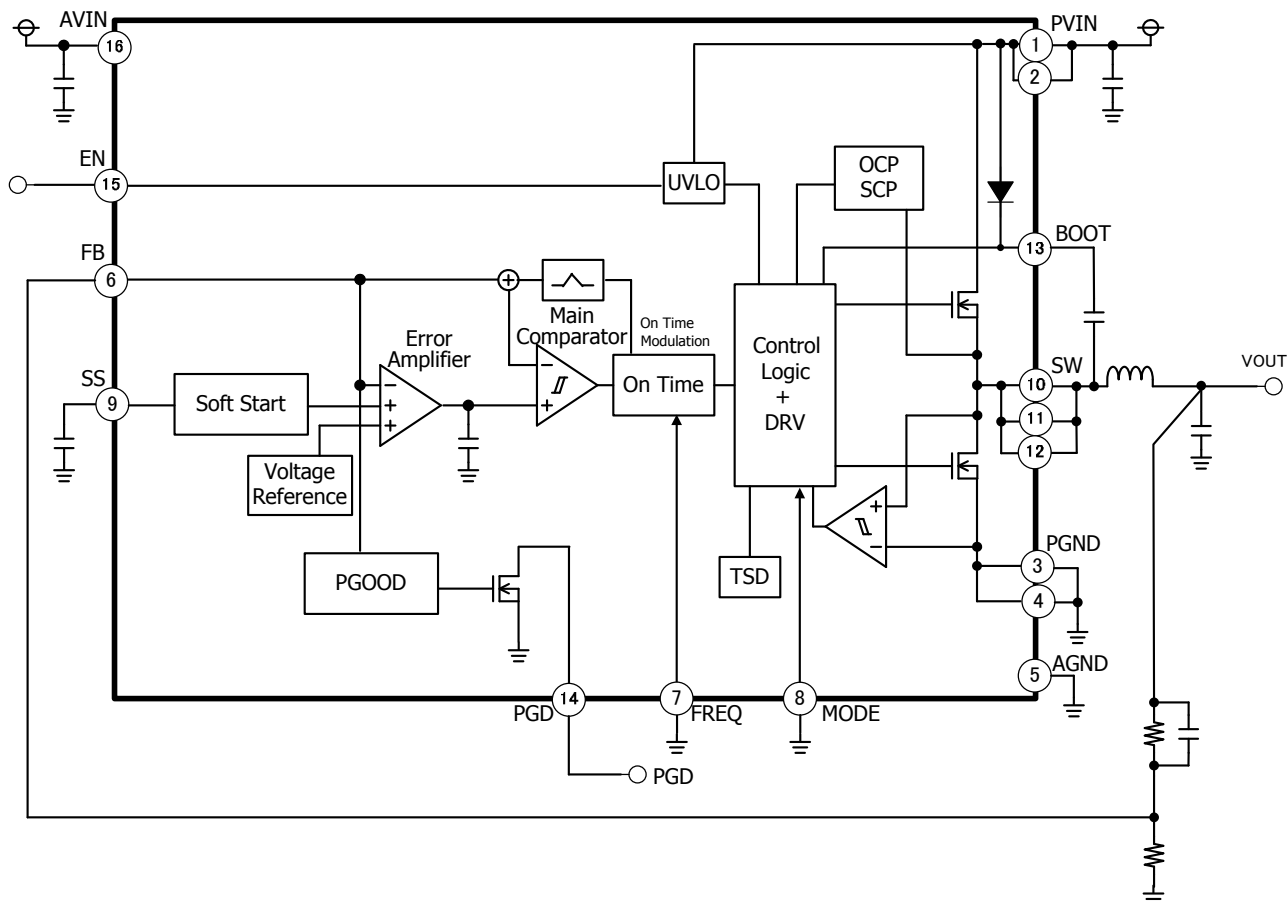 AVIN
16
PVIN
1
2
EN
15
UVLO
OCP
SCP
FB
6
BOOT
13
+
Main
Comparator
On Time
Modulation
Error
Amplifier
SS
9
Soft Start
−
+
+
−
+
On Time
Control
Logic
+
DRV
SW
10
11
12
VOUT
Voltage
Reference
+
−
PGOOD
TSD
PGND
3
4
AGND
5
PGD
14
7
FREQ
8
MODE
PGD